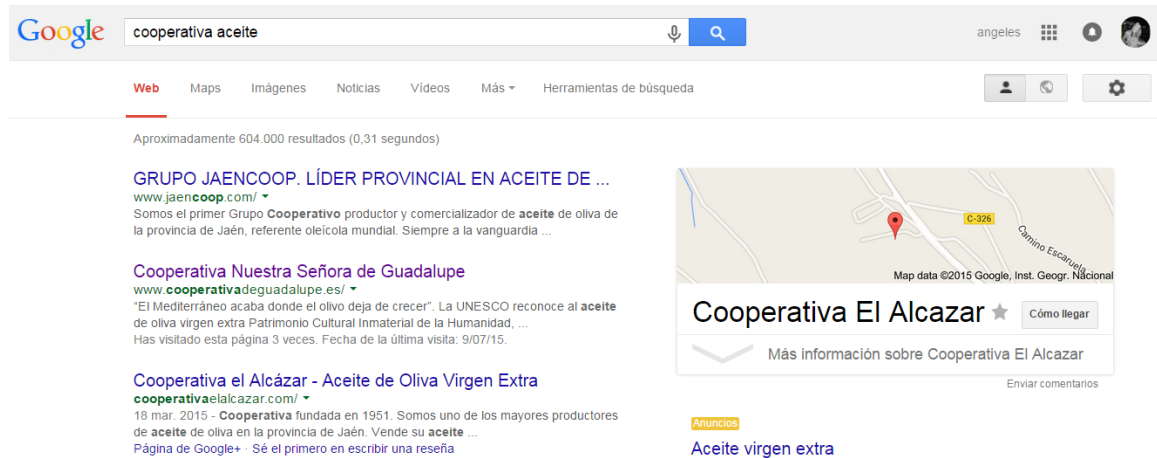 Google
cooperativa aceite
angeles
Web Maps Imágenes Noticias Vídeos Más Herramientas de búsqueda
Aproximadamente 604.000 resultados (0,31 segundos)
GRUPO JAENCOOP. LÍDER PROVINCIAL EN ACEITE DE ...
www.jaencoop.com/
Somos el primer Grupo Cooperativo productor y comercializador de aceite de oliva de
la provincia de Jaén, referente oleícola mundial. Siempre a la vanguardia ...
Cooperativa Nuestra Señora de Guadalupe
www.cooperativadeguadalupe.es/
"El Mediterráneo acaba donde el olivo deja de crecer". La UNESCO reconoce al aceite
de oliva virgen extra Patrimonio Cultural Inmaterial de la Humanidad, ...
Has visitado esta página 3 veces. Fecha de la última visita: 9/07/15.
Cooperativa el Alcázar - Aceite de Oliva Virgen Extra
cooperativaelalcazar.com/
18 mar. 2015 - Cooperativa fundada en 1951. Somos uno de los mayores productores
de aceite de oliva en la provincia de Jaén. Vende su aceite ...
Página de Google+ · Sé el primero en escribir una reseña
C-326
Camino Escaruela
Map data ©2015 Google, Inst. Geogr. Nacional
Cooperativa El Alcazar
Cómo llegar
Más información sobre Cooperativa El Alcazar
Enviar comentarios
Anuncios
Aceite virgen extra